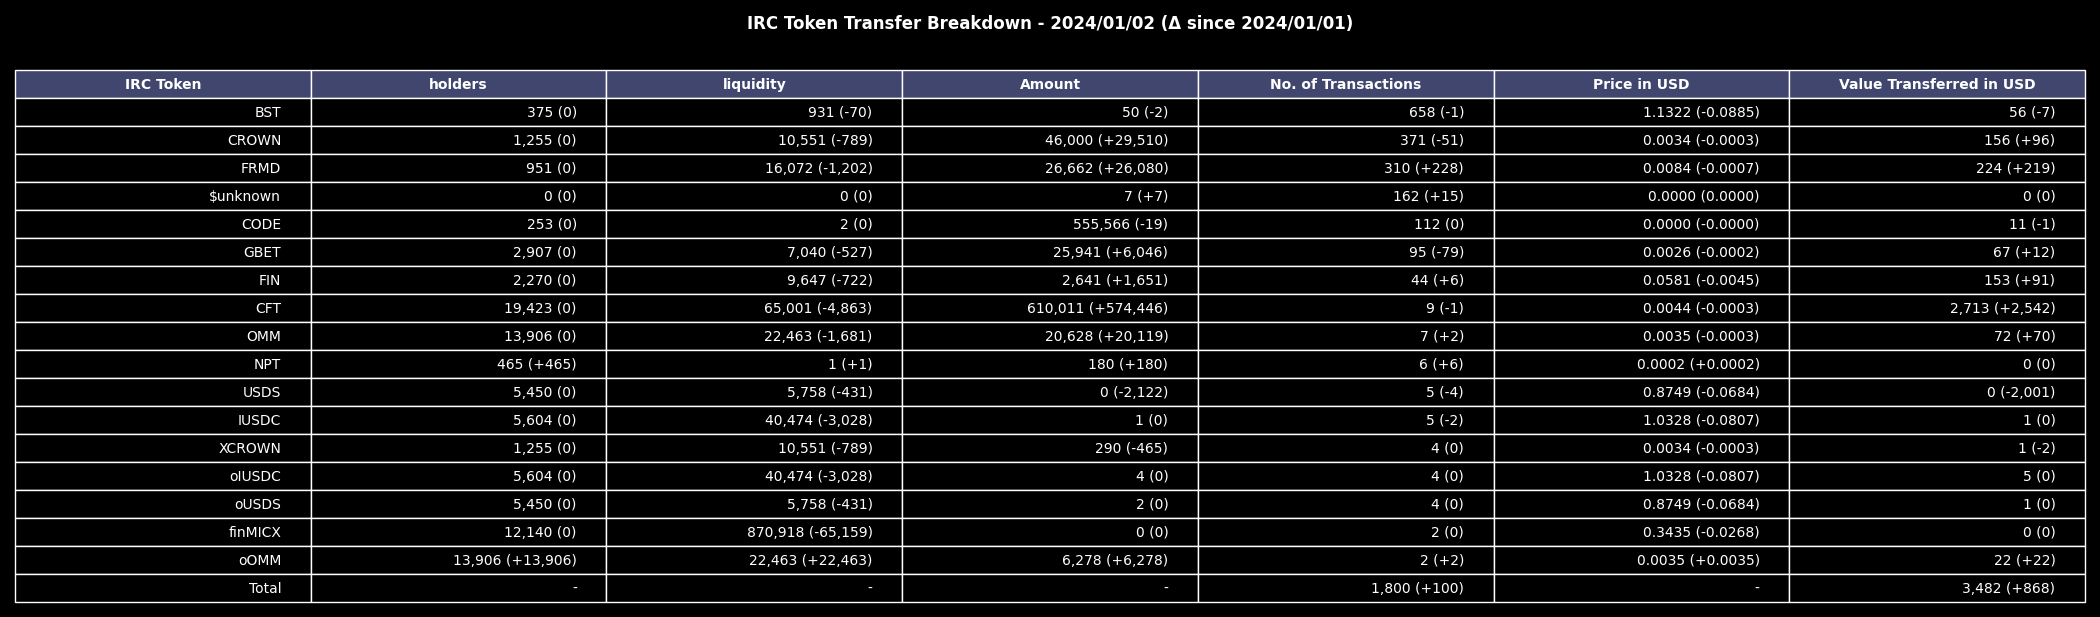 IRC Token Transfer Breakdown - 2024/01/02 (Δ since 2024/01/01)
IRC Token holders liquidity Amount No. of Transactions Price in USD Value Transferred in USD
BST 375 (0) 931 (-70) 50 (-2) 658 (-1) 1.1322 (-0.0885) 56 (-7)
CROWN 1,255 (0) 10,551 (-789) 46,000 (+29,510) 371 (-51) 0.0034 (-0.0003) 156 (+96)
FRMD 951 (0) 16,072 (-1,202) 26,662 (+26,080) 310 (+228) 0.0084 (-0.0007) 224 (+219)
$unknown 0 (0) 0 (0) 7 (+7) 162 (+15) 0.0000 (0.0000) 0 (0)
CODE 253 (0) 2 (0) 555,566 (-19) 112 (0) 0.0000 (-0.0000) 11 (-1)
GBET 2,907 (0) 7,040 (-527) 25,941 (+6,046) 95 (-79) 0.0026 (-0.0002) 67 (+12)
FIN 2,270 (0) 9,647 (-722) 2,641 (+1,651) 44 (+6) 0.0581 (-0.0045) 153 (+91)
CFT 19,423 (0) 65,001 (-4,863) 610,011 (+574,446) 9 (-1) 0.0044 (-0.0003) 2,713 (+2,542)
OMM 13,906 (0) 22,463 (-1,681) 20,628 (+20,119) 7 (+2) 0.0035 (-0.0003) 72 (+70)
NPT 465 (+465) 1 (+1) 180 (+180) 6 (+6) 0.0002 (+0.0002) 0 (0)
USDS 5,450 (0) 5,758 (-431) 0 (-2,122) 5 (-4) 0.8749 (-0.0684) 0 (-2,001)
IUSDC 5,604 (0) 40,474 (-3,028) 1 (0) 5 (-2) 1.0328 (-0.0807) 1 (0)
XCROWN 1,255 (0) 10,551 (-789) 290 (-465) 4 (0) 0.0034 (-0.0003) 1 (-2)
oIUSDC 5,604 (0) 40,474 (-3,028) 4 (0) 4 (0) 1.0328 (-0.0807) 5 (0)
oUSDS 5,450 (0) 5,758 (-431) 2 (0) 4 (0) 0.8749 (-0.0684) 1 (0)
finMICX 12,140 (0) 870,918 (-65,159) 0 (0) 2 (0) 0.3435 (-0.0268) 0 (0)
oOMM 13,906 (+13,906) 22,463 (+22,463) 6,278 (+6,278) 2 (+2) 0.0035 (+0.0035) 22 (+22)
Total - - - 1,800 (+100) - 3,482 (+868)